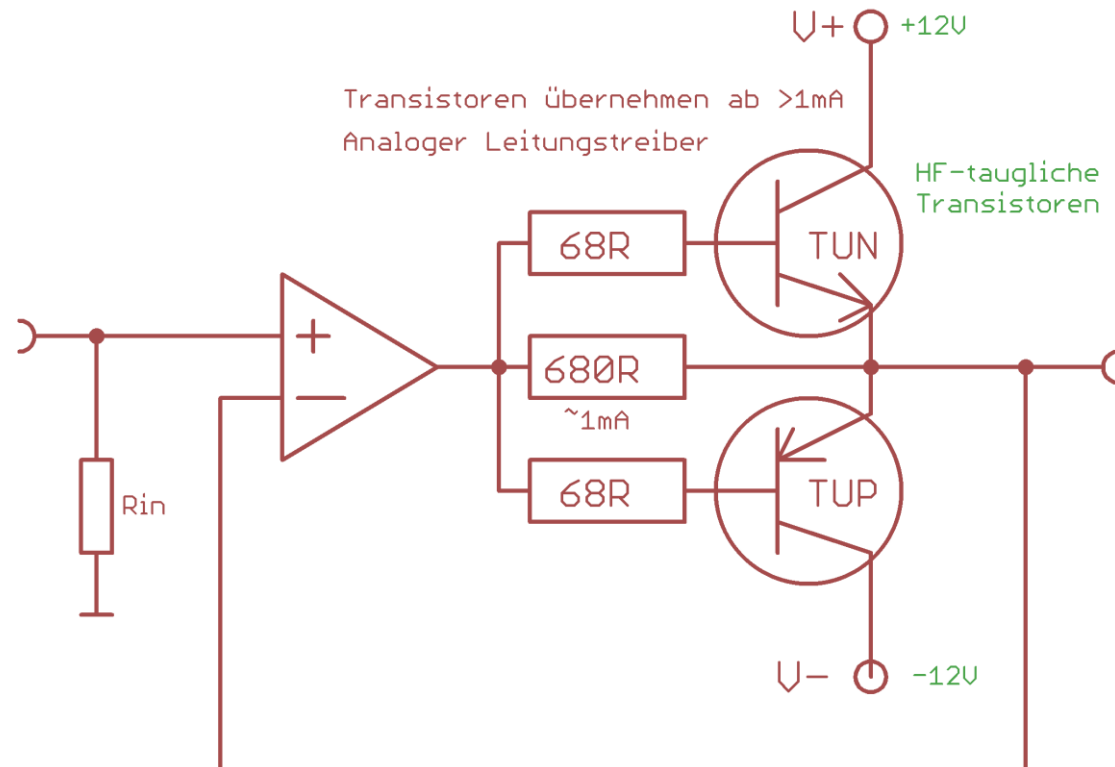 V+ +12V
Transistoren übernehmen ab >1mA
Analoger Leitungstreiber
HF-taugliche
Transistoren
68R
TUN
+
680R
-
~1mA
68R
TUP
Rin
V- -12V